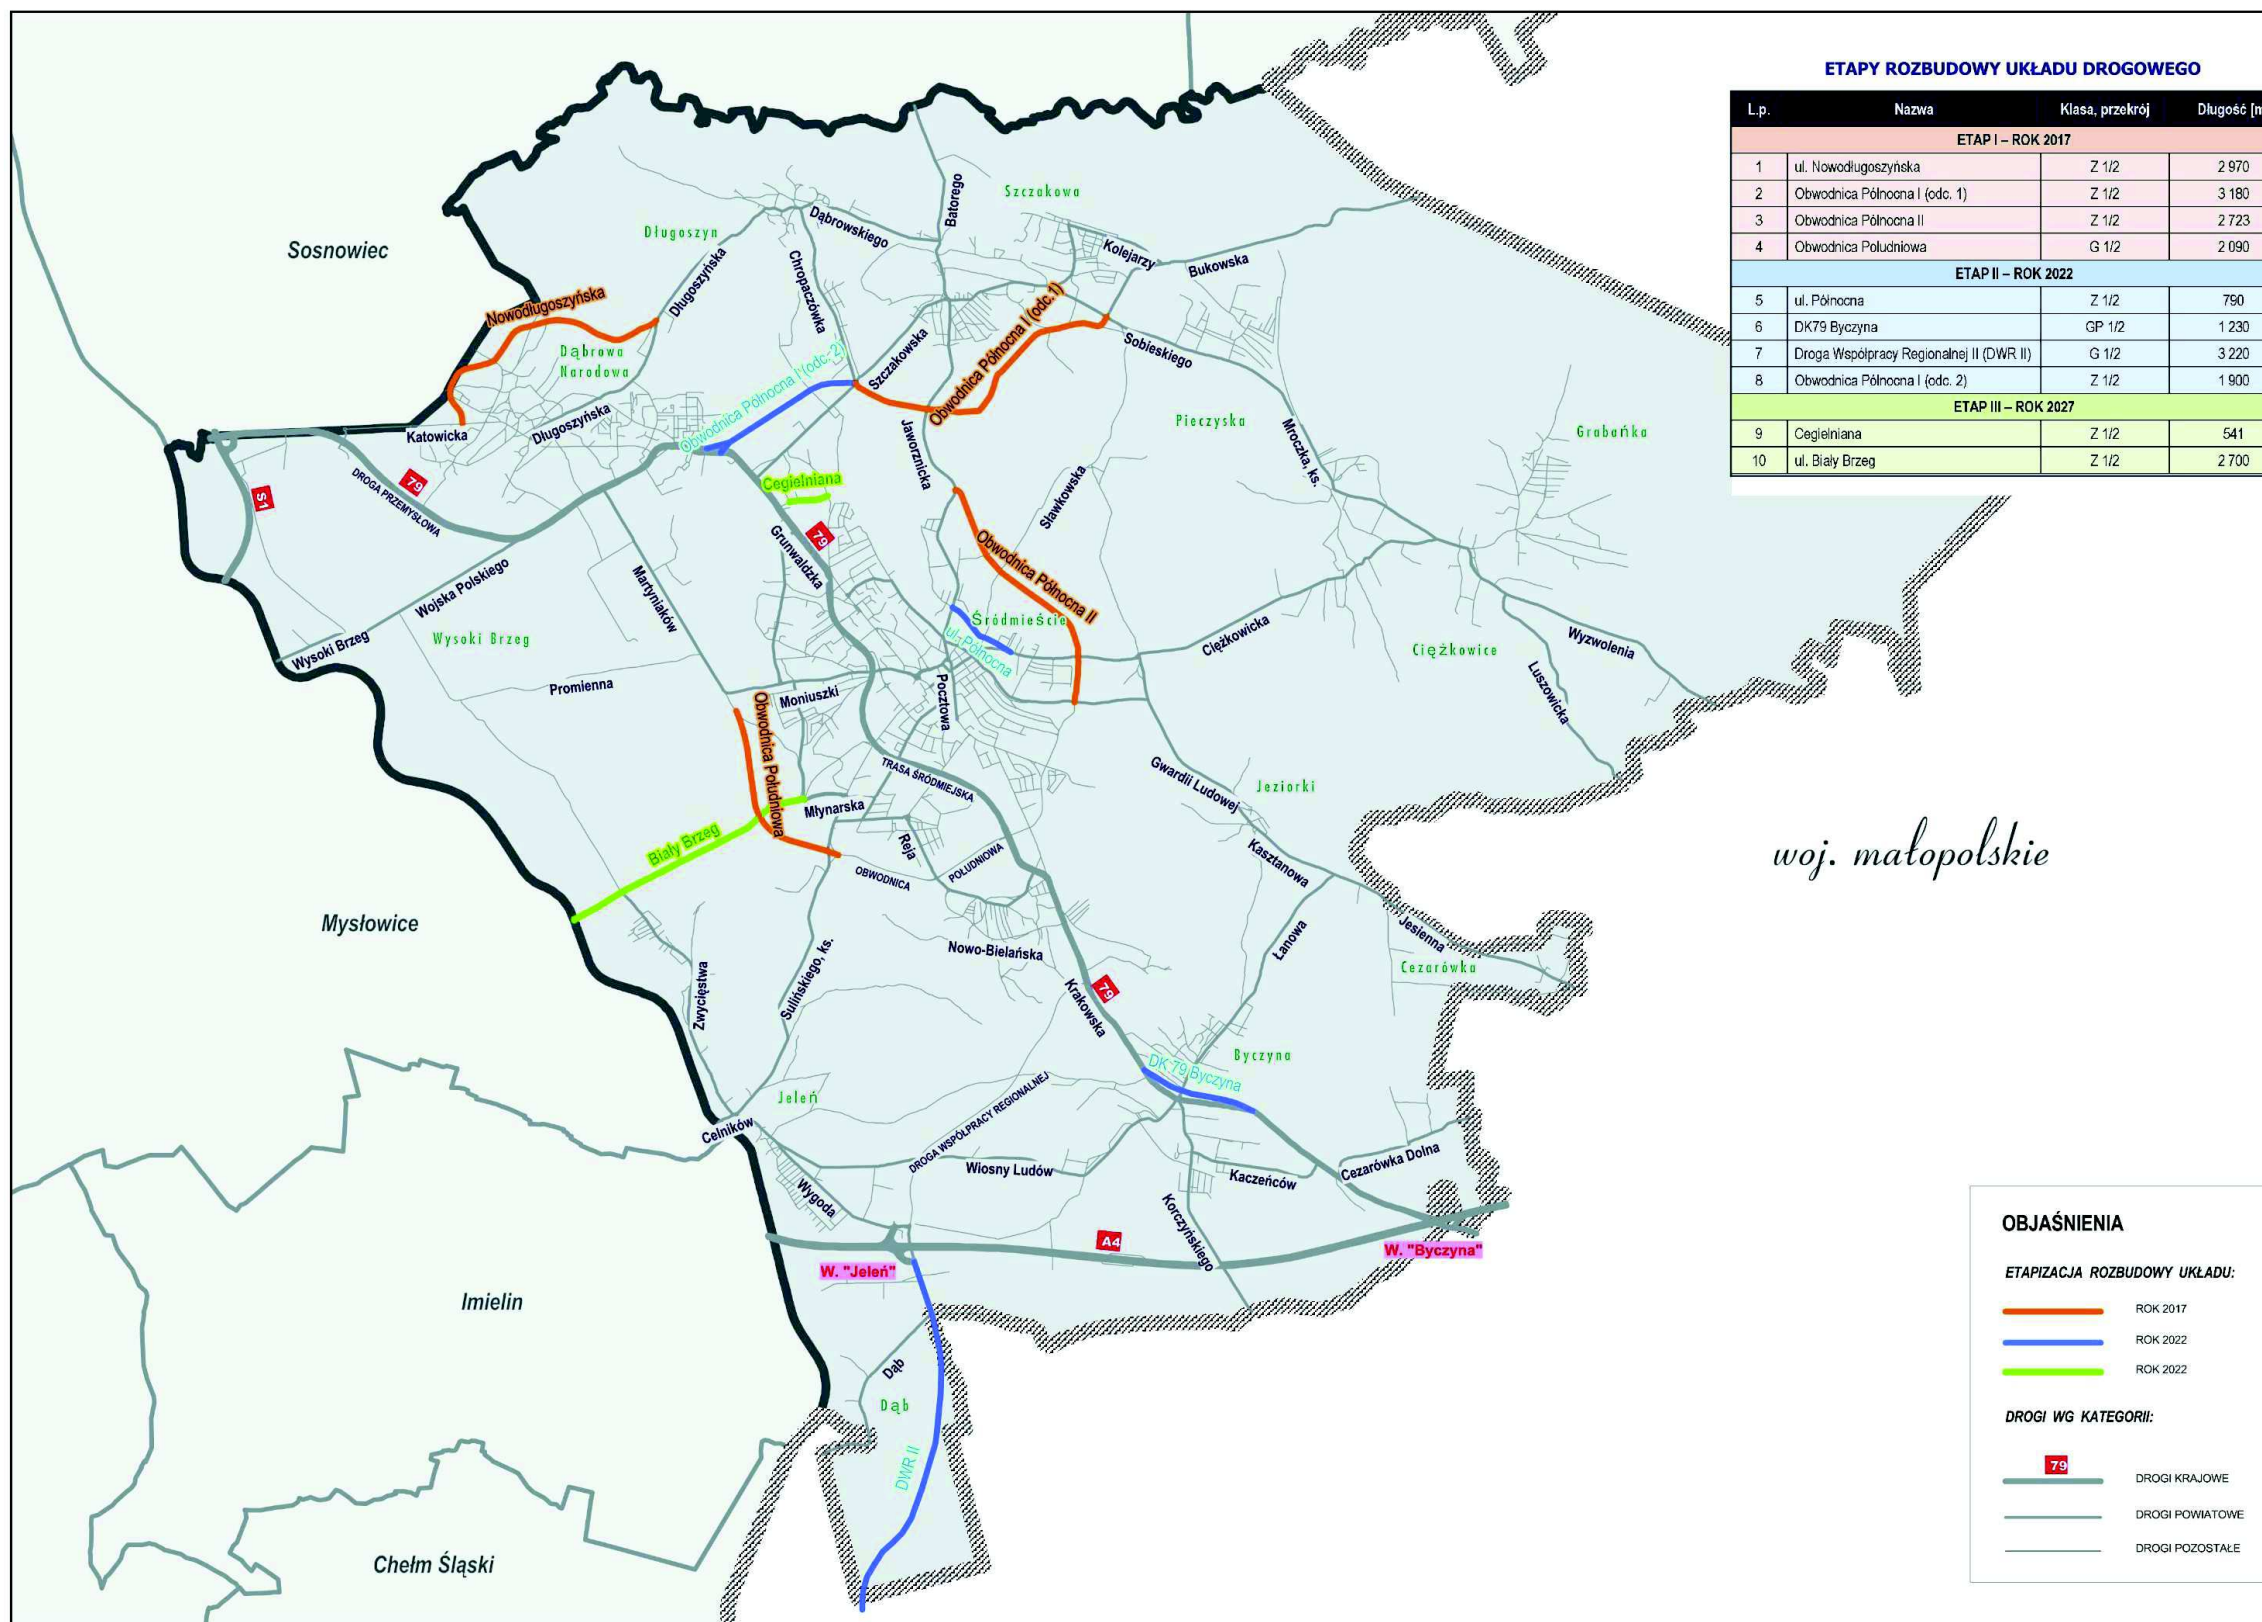 ETAPY ROZBUDOWY UKŁADU DROGOWEGO
L.p. Nazwa Klasa, przekrój Długość [m
ETAP I – ROK 2017
1 ul. Nowodługoszyńska Z 1/2 2 970
2 Obwodnica Północna I (odc. 1) Z 1/2 3 180
3 Obwodnica Północna II Z 1/2 2 723
4 Obwodnica Południowa G 1/2 2 090
ETAP II – ROK 2022
5 ul. Północna Z 1/2 790
6 DK79 Byczyna GP 1/2 1 230
7 Droga Współpracy Regionalnej II (DWR II) G 1/2 3 220
8 Obwodnica Północna I (odc. 2) Z 1/2 1 900
ETAP III – ROK 2027
9 Cegielniana Z 1/2 541
10 ul. Biały Brzeg Z 1/2 2 700
Sosnowiec
Szczakowa
Batorego
Dąbrowskiego
Długoszyn
Kolejarzy
Bukowska
Długoszyńska
Chropaczówka
Nowodługoszyńska
Obwodnica Północna I (odc.1)
Dąbrowa
Narodowa
Szczakowska
Sobieskiego
Obwodnica Północna I (odc. 2)
Pieczyska
Grabańka
Katowicka
Długoszyńska
Jaworznicka
Mroczka, ks.
S1
79
DROGA PRZEMYSŁOWA
Cegielniana
Sławkowska
79
Grunwaldzka
Obwodnica Północna II
Wojska Polskiego
Martyniaków
Wysoki Brzeg
Wysoki Brzeg
Śródmieście
ul. Północna
Ciężkowicka
Ciężkowice
Wyzwolenia
Luszowicka
Promienna
Moniuszki
Pocztowa
Obwodnica Południowa
TRASA ŚRÓDMIEJSKA
Gwardii Ludowej
Jeziorki
Młynarska
Biały Brzeg
Reja
OBWODNICA
POŁUDNIOWA
Kasztanowa
woj. małopolskie
Mysłowice
Nowo-Bielańska
Łanowa
Jesienna
Cezarówka
Zwycięstwa
Sulińskiego, ks.
79
Krakowska
Byczyna
DK 79 Byczyna
Jeleń
DROGA WSPÓŁPRACY REGIONALNEJ
Celników
Wiosny Ludów
Kaczeńców
Cezarówka Dolna
Wygoda
Korczyńskiego
A4
W. "Jeleń"
W. "Byczyna"
Imielin
Dąb
Dąb
DWR II
Chełm Śląski
OBJAŚNIENIA
ETAPIZACJA ROZBUDOWY UKŁADU:
ROK 2017
ROK 2022
ROK 2022
DROGI WG KATEGORII:
79
DROGI KRAJOWE
DROGI POWIATOWE
DROGI POZOSTAŁE